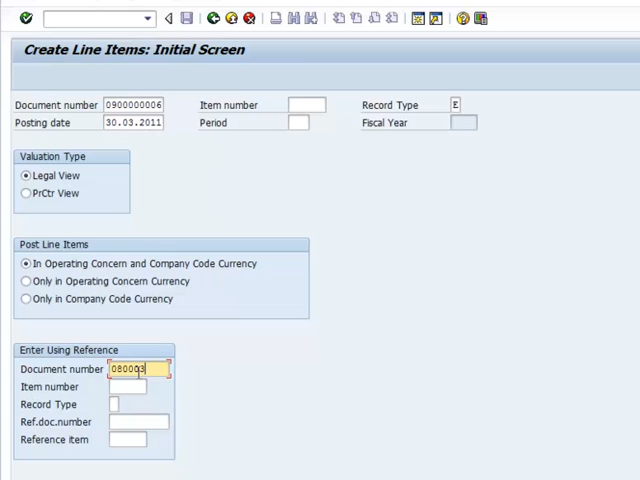 Create Line Items: Initial Screen
Document number 0900000006 Item number Record Type E
Posting date 30.03.2011 Period Fiscal Year
Valuation Type
Legal View
PrCtr View
Post Line Items
In Operating Concern and Company Code Currency
Only in Operating Concern Currency
Only in Company Code Currency
Enter Using Reference
Document number 080003
Item number
Record Type
Ref.doc.number
Reference item